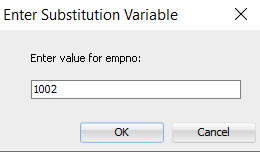 Enter Substitution Variable
Enter value for empno:
1002
OK Cancel